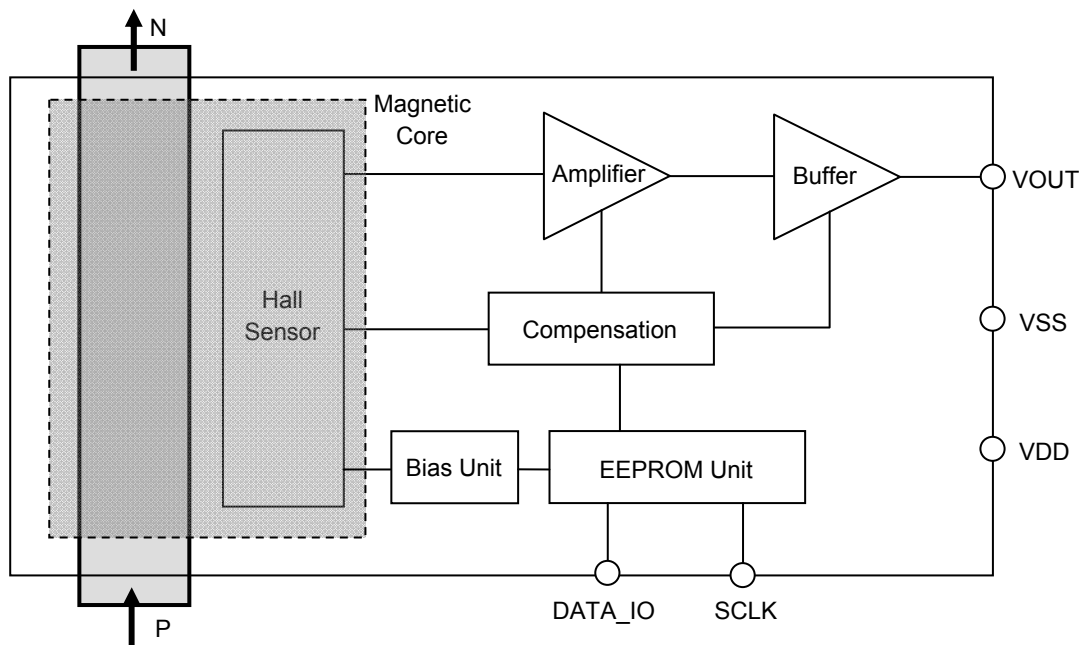 N
Magnetic
Core
Amplifier
Buffer
VOUT
Hall
Sensor
Compensation
VSS
Bias Unit
EEPROM Unit
VDD
DATA_IO
SCLK
P